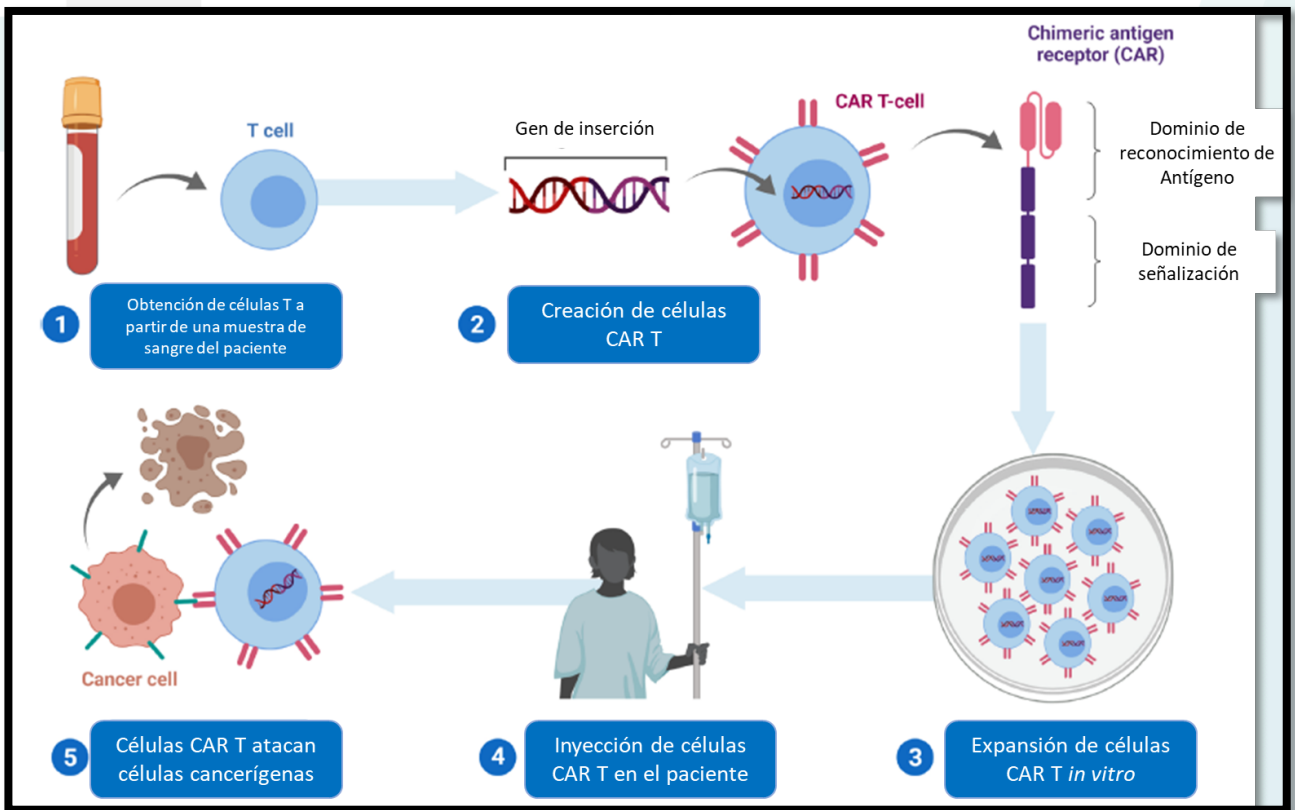 Chimeric antigen
receptor (CAR)
T cell
Gen de inserción
CAR T-cell
Dominio de
reconocimiento de
Antígeno
Dominio de
señalización
1
Obtención de células T a
partir de una muestra de
sangre del paciente
2
Creación de células
CAR T
Cancer cell
5
Células CAR T atacan
células cancerígenas
4
Inyección de células
CAR T en el paciente
3
Expansión de células
CAR T in vitro